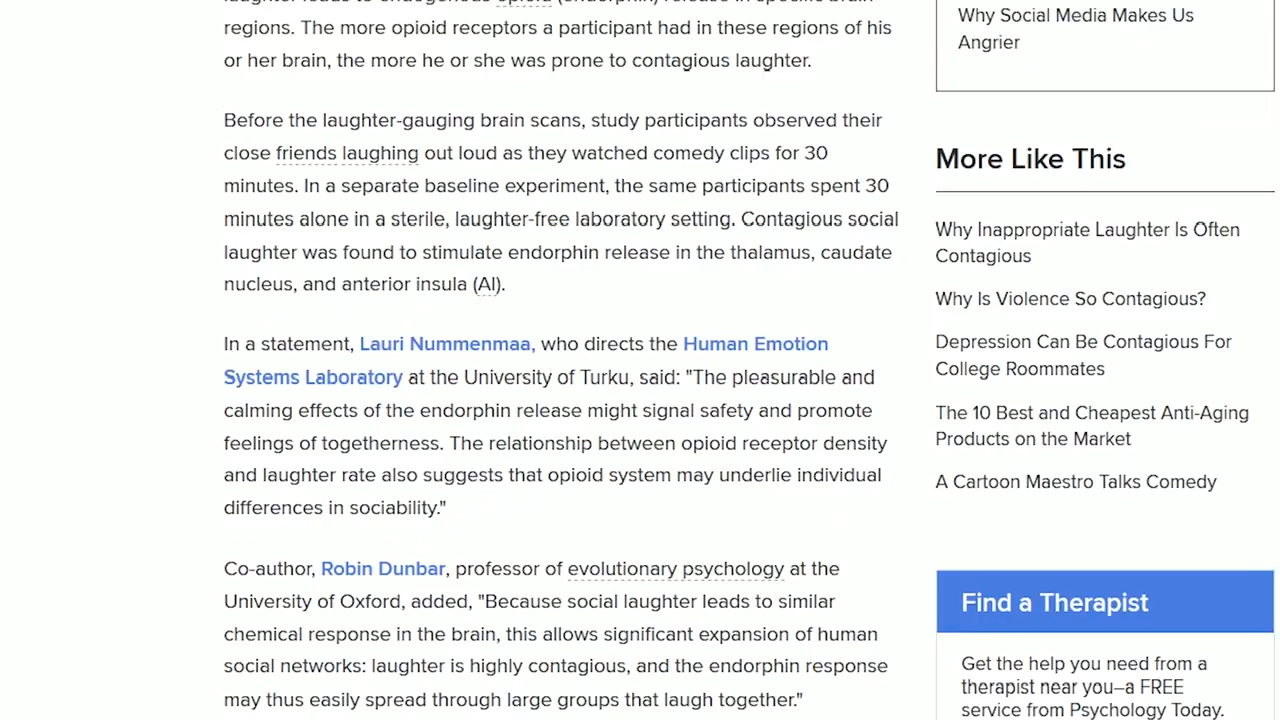 laughter leads to endogenous opioid (endorphin) release in specific brain
regions. The more opioid receptors a participant had in these regions of his
or her brain, the more he or she was prone to contagious laughter.
Before the laughter-gauging brain scans, study participants observed their
close friends laughing out loud as they watched comedy clips for 30
minutes. In a separate baseline experiment, the same participants spent 30
minutes alone in a sterile, laughter-free laboratory setting. Contagious social
laughter was found to stimulate endorphin release in the thalamus, caudate
nucleus, and anterior insula (AI).
In a statement, Lauri Nummenmaa, who directs the Human Emotion
Systems Laboratory at the University of Turku, said: "The pleasurable and
calming effects of the endorphin release might signal safety and promote
feelings of togetherness. The relationship between opioid receptor density
and laughter rate also suggests that opioid system may underlie individual
differences in sociability."
Co-author, Robin Dunbar, professor of evolutionary psychology at the
University of Oxford, added, "Because social laughter leads to similar
chemical response in the brain, this allows significant expansion of human
social networks: laughter is highly contagious, and the endorphin response
may thus easily spread through large groups that laugh together."
Why Social Media Makes Us
Angrier
More Like This
Why Inappropriate Laughter Is Often
Contagious
Why Is Violence So Contagious?
Depression Can Be Contagious For
College Roommates
The 10 Best and Cheapest Anti-Aging
Products on the Market
A Cartoon Maestro Talks Comedy
Find a Therapist
Get the help you need from a
therapist near you–a FREE
service from Psychology Today.